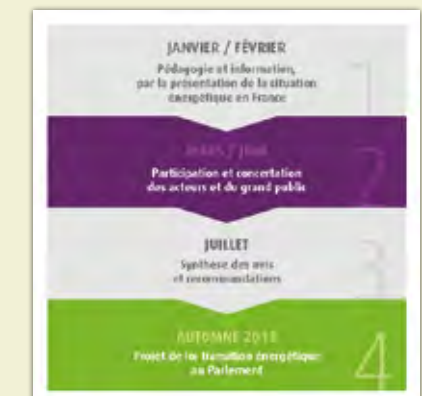 JANVIER / FÉVRIER
1
Pédagogie et information,
par la présentation de la situation
énergétique en France
MARS / JUIN
2
Participation et concertation
des acteurs et du grand public
JUILLET
3
Synthèse des avis
et recommandations
AUTOMNE 2013
4
Projet de loi transition énergétique
au Parlement